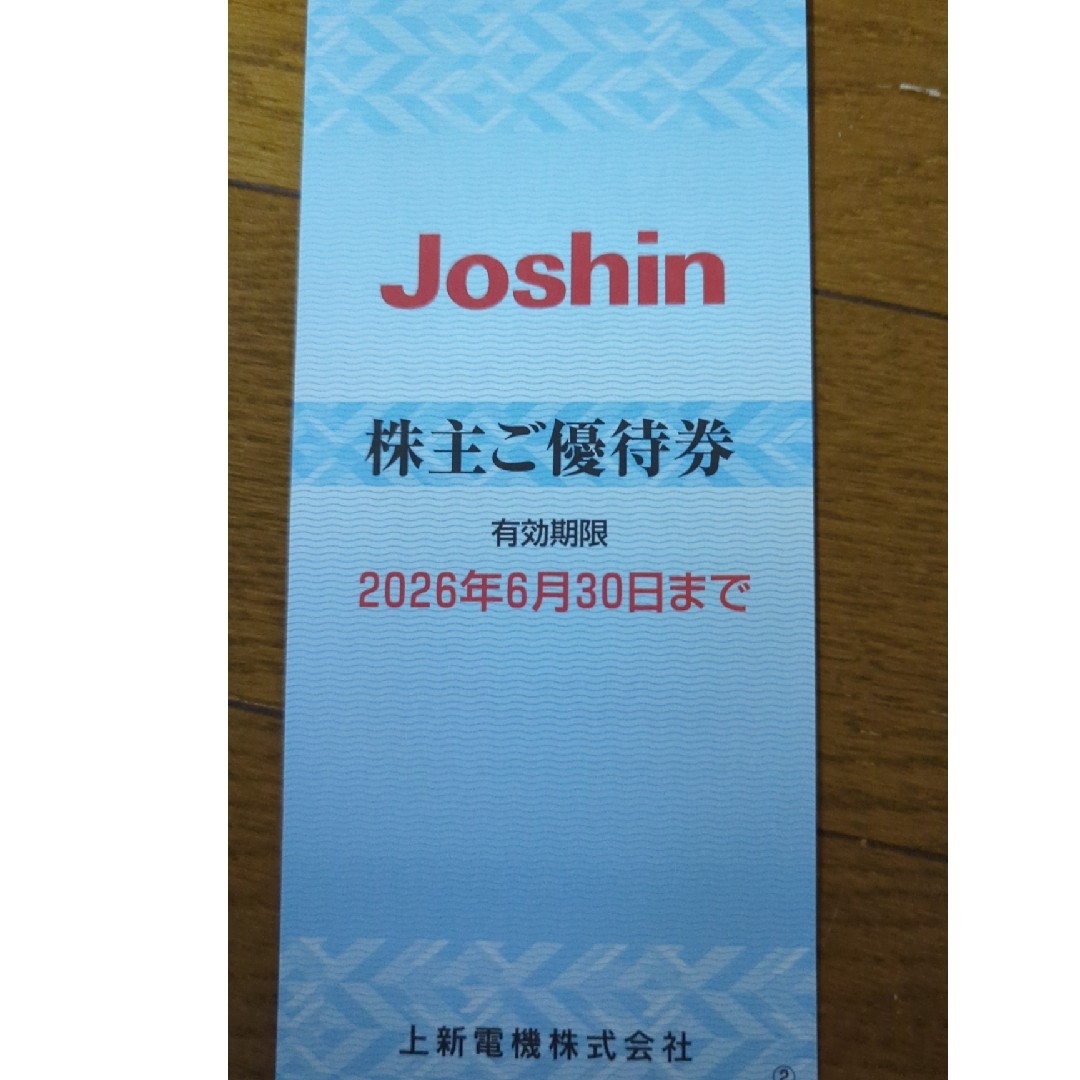 Joshin
株主ご優待券
有効期限
2026年6月30日まで
上新電機株式会社
②